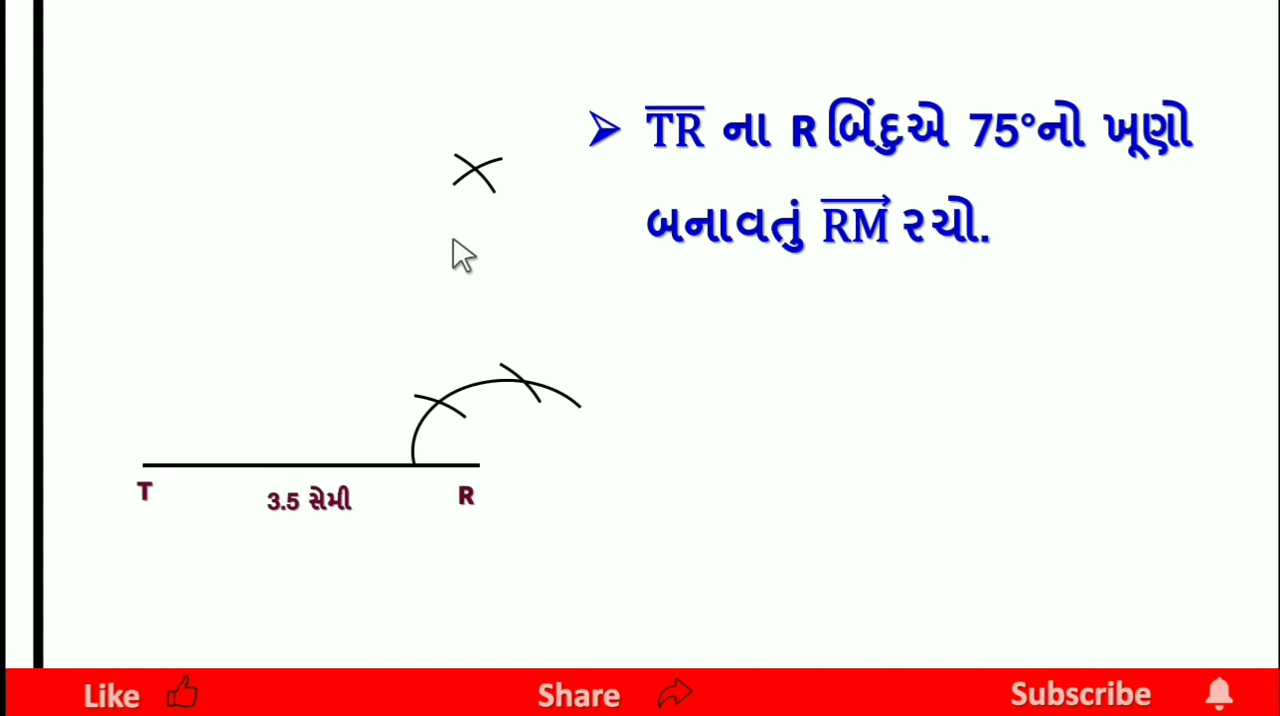 ➢ TR ના R બિંદુએ 75°નો ખૂણો
બનાવતું RM રચો.
T
3.5 સેમી
R
Like
Share
Subscribe